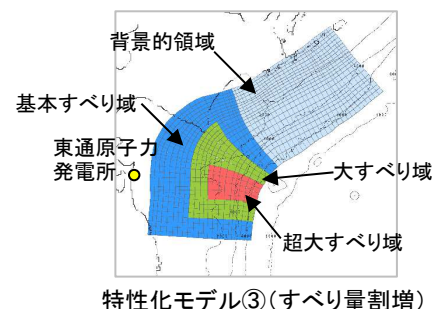 背景的領域
基本すべり域
東通原子力
発電所
大すべり域
超大すべり域
特性化モデル③(すべり量割増)